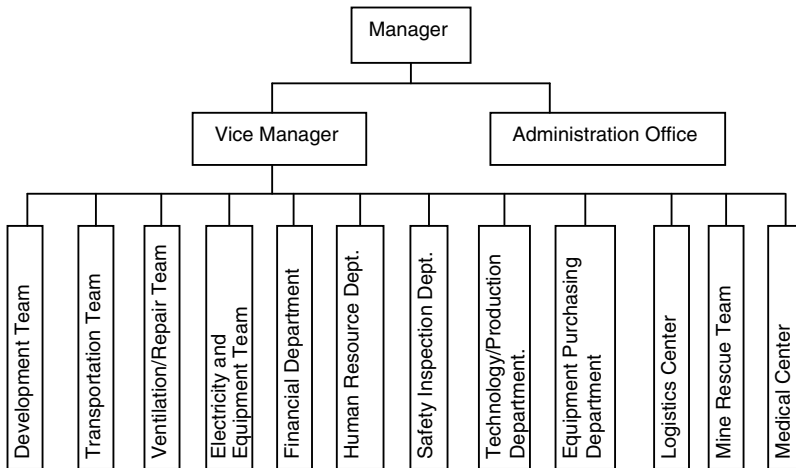 Manager
Vice Manager
Administration Office
Development Team
Transportation Team
Ventilation/Repair Team
Electricity and
Equipment Team
Financial Department
Human Resource Dept.
Safety Inspection Dept.
Technology/Production
Department.
Equipment Purchasing
Department
Logistics Center
Mine Rescue Team
Medical Center